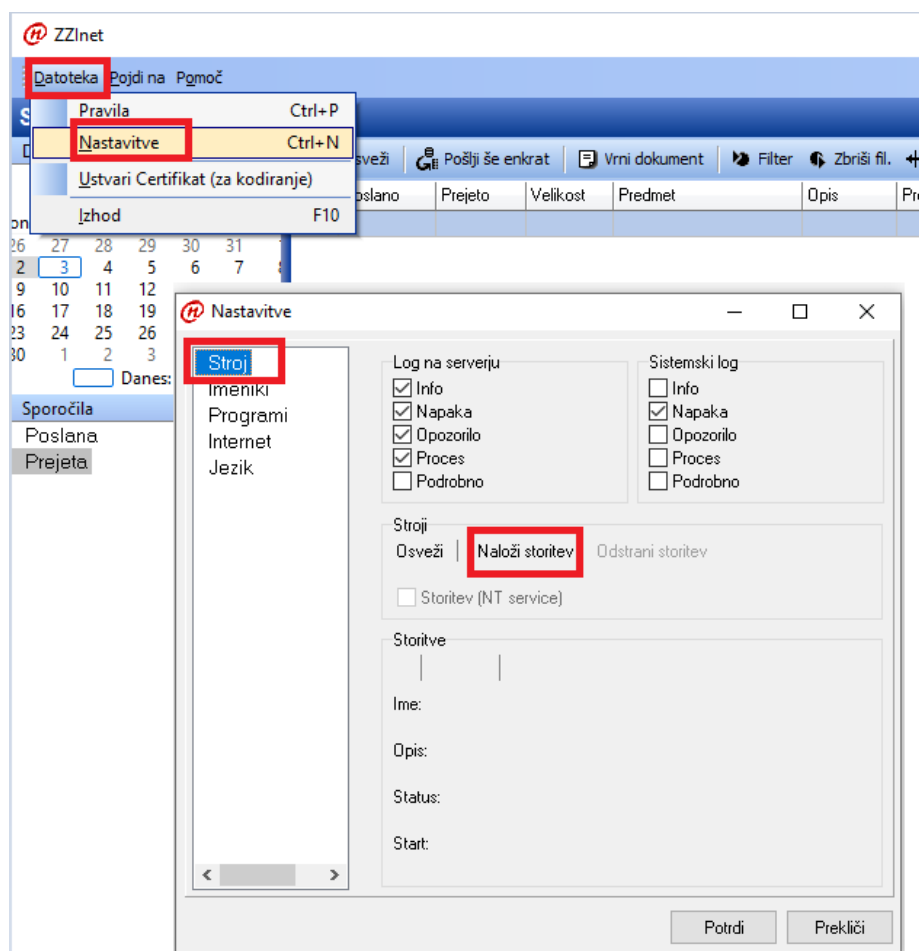 ZZInet
Datoteka Pojdi na Pomoč
Pravila Ctrl+P
Nastavitve Ctrl+N
Ustvari Certifikat (za kodiranje)
Izhod F10
Pošlji še enkrat Vrni dokument Filter Zbriši fil.
Prejeto Velikost Predmet Opis
26 27 28 29 30 31
2 3 4 5 6 7
9 10 11 12
16 17 18 19
23 24 25 26
30 1 2 3
Danes:
Sporočila
Poslana
Prejeta
Nastavitve
Stroj
Imeniki
Programi
Internet
Jezik
Log na serverju
Info
Napaka
Opozorilo
Proces
Podrobno
Sistemski log
Info
Napaka
Opozorilo
Proces
Podrobno
Stroji
Osveži Naloži storitev Odstrani storitev
Storitev (NT service)
Storitve
Ime:
Opis:
Status:
Start:
Potrdi Prekliči